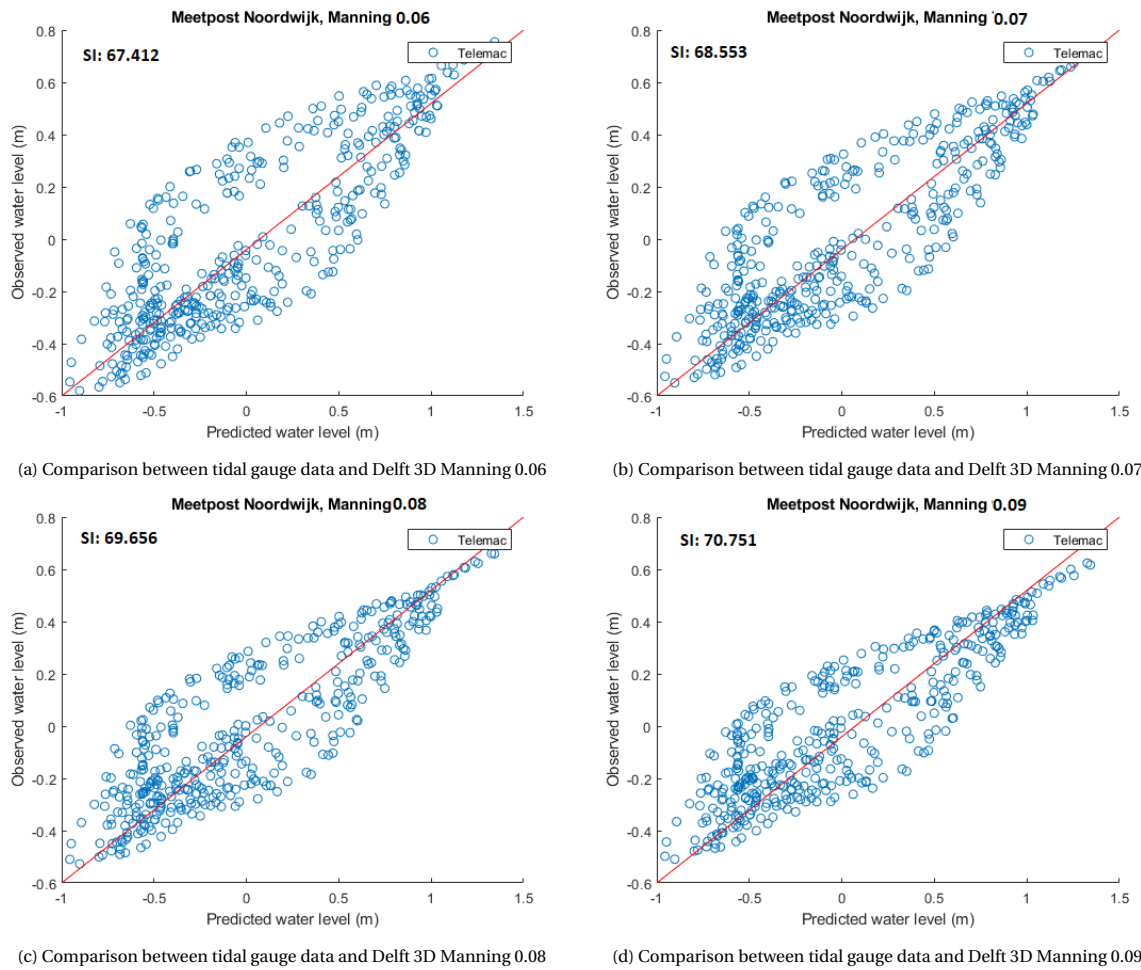 Meetpost Noordwijk, Manning 0.06
SI: 67.412
Telemac
Observed water level (m)
0.8
0.6
0.4
0.2
0
-0.2
-0.4
-0.6
-1
-0.5
0
0.5
1
1.5
Predicted water level (m)
(a) Comparison between tidal gauge data and Delft 3D Manning 0.06
Meetpost Noordwijk, Manning 0.07
SI: 68.553
Telemac
Observed water level (m)
0.8
0.6
0.4
0.2
0
-0.2
-0.4
-0.6
-1
-0.5
0
0.5
1
1.5
Predicted water level (m)
(b) Comparison between tidal gauge data and Delft 3D Manning 0.07
Meetpost Noordwijk, Manning 0.08
SI: 69.656
Telemac
Observed water level (m)
0.8
0.6
0.4
0.2
0
-0.2
-0.4
-0.6
-1
-0.5
0
0.5
1
1.5
Predicted water level (m)
(c) Comparison between tidal gauge data and Delft 3D Manning 0.08
Meetpost Noordwijk, Manning 0.09
SI: 70.751
Telemac
Observed water level (m)
0.8
0.6
0.4
0.2
0
-0.2
-0.4
-0.6
-1
-0.5
0
0.5
1
1.5
Predicted water level (m)
(d) Comparison between tidal gauge data and Delft 3D Manning 0.09